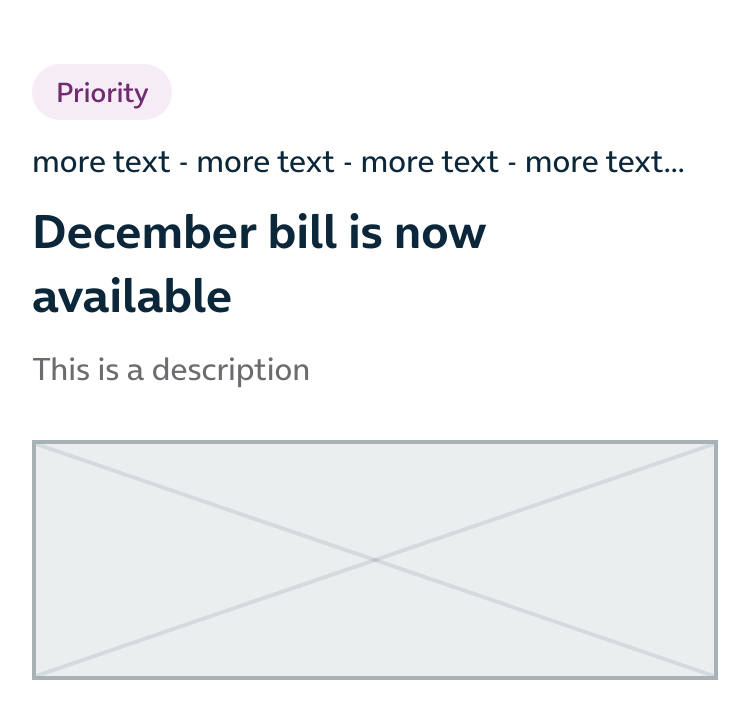 Priority
more text - more text - more text - more text...
December bill is now
available
This is a description